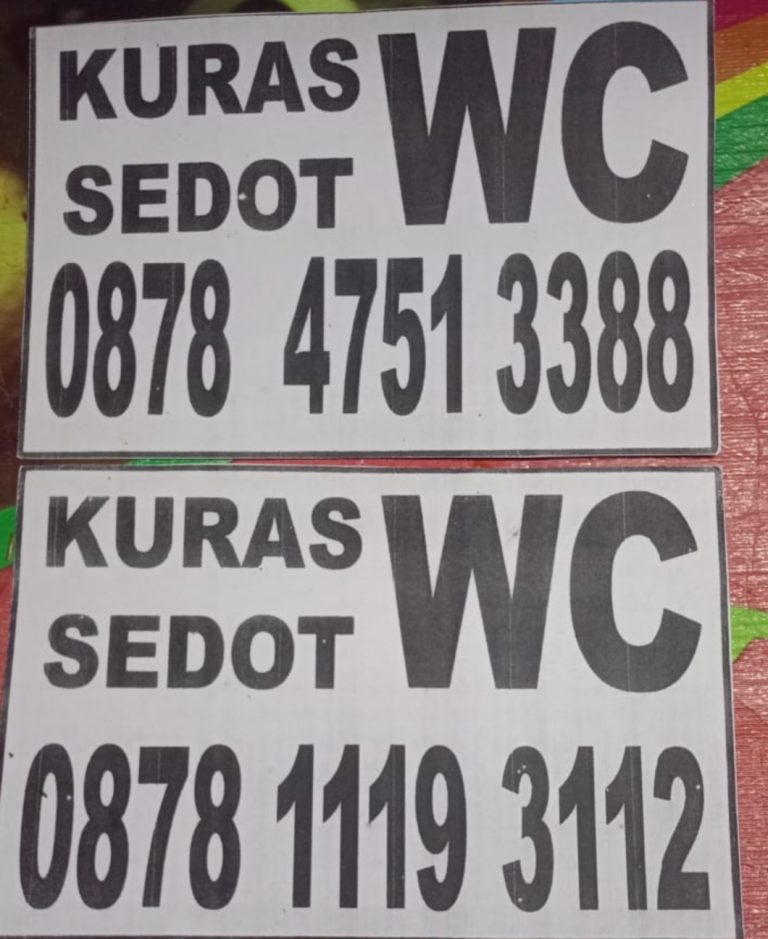 KURAS WC
SEDOT
0878 4751 3388
KURAS WC
SEDOT
0878 1119 3112